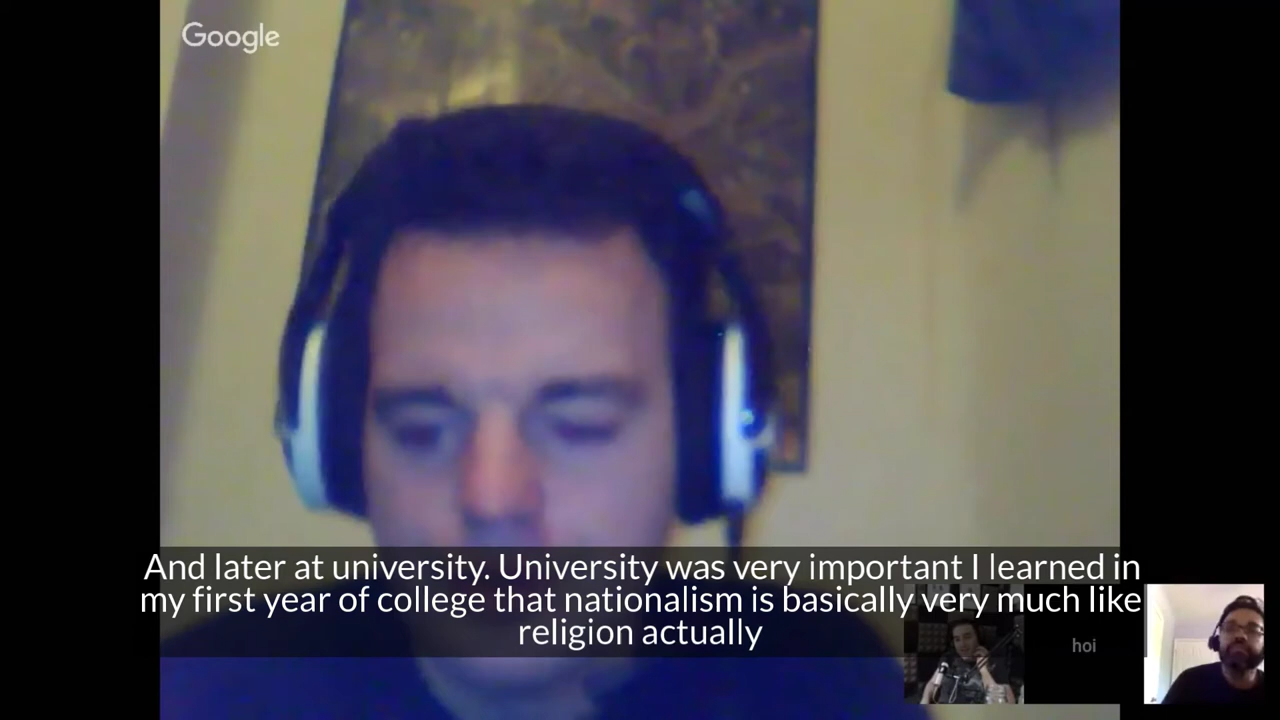 Google
And later at university. University was very important I learned in
my first year of college that nationalism is basically very much like
religion actually
hoi